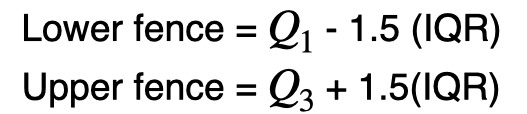 Lower fence = Q₁ - 1.5 (IQR)
Upper fence = Q₃ + 1.5(IQR)